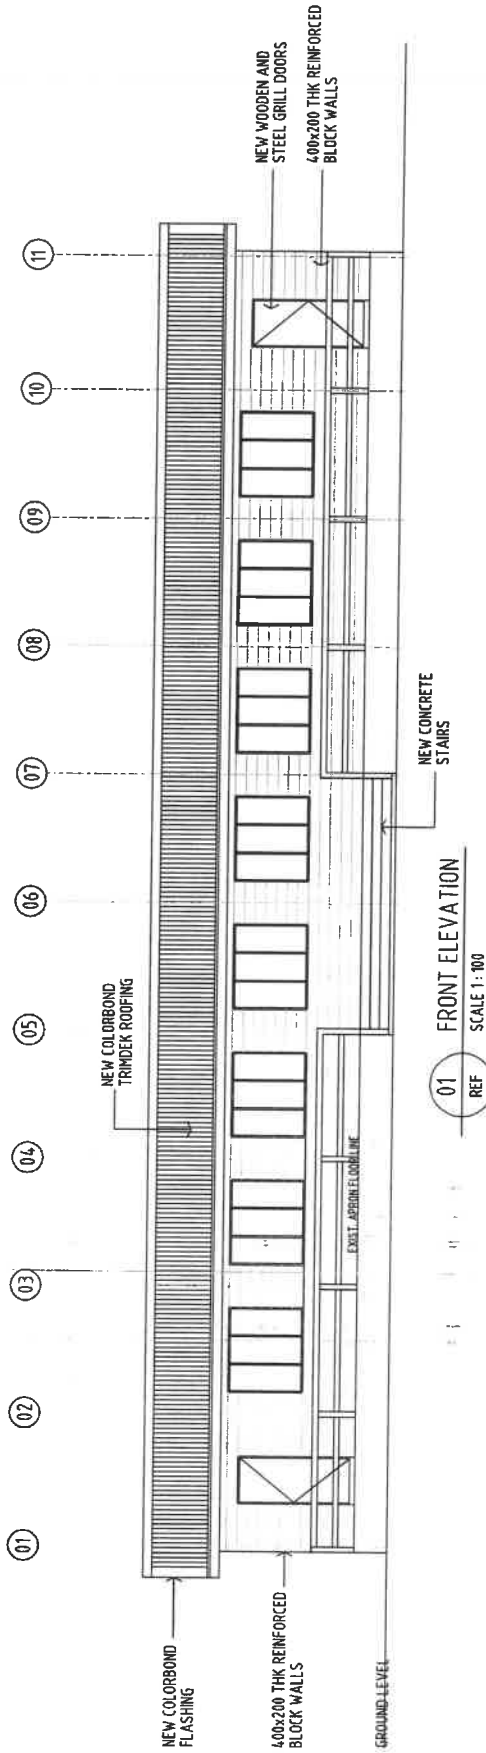 01
02
03
04
05
06
07
08
09
10
11
NEW COLORBOND
FLASHING
NEW COLORBOND
TRIMDEK ROOFING
NEW WOODEN AND
STEEL GRILL DOORS
400x200 THK REINFORCED
BLOCK WALLS
400x200 THK REINFORCED
BLOCK WALLS
EXIST. APRON FLOOR LINE
NEW CONCRETE
STAIRS
GROUND LEVEL
01
REF
FRONT ELEVATION
SCALE 1 : 100